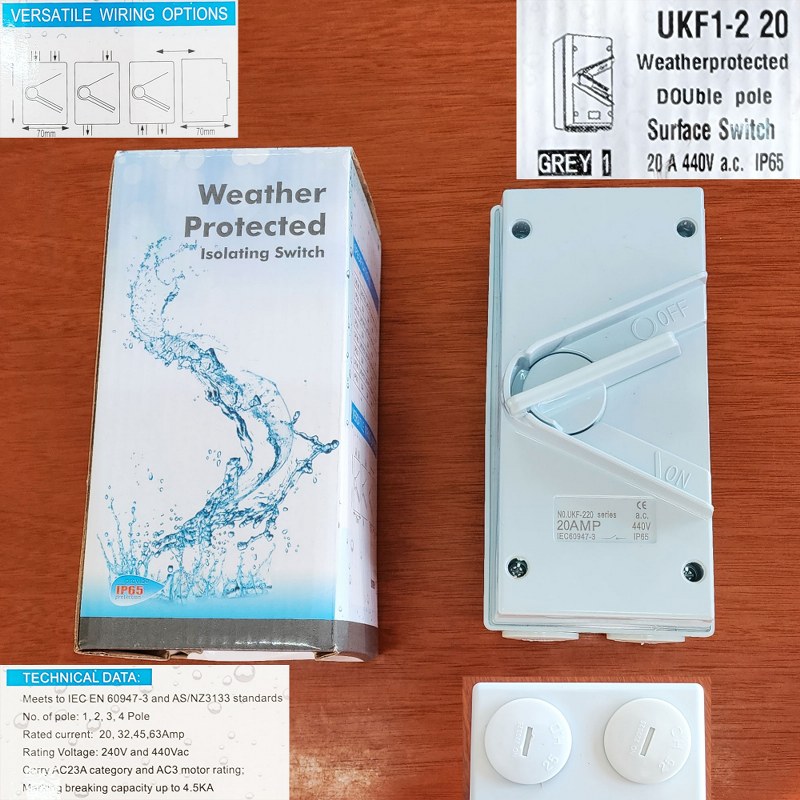 VERSATILE WIRING OPTIONS
70mm
70mm
UKF1-2 20
Weatherprotected
DOUble pole
Surface Switch
GREY 1 20 A 440V a.c. IP65
Weather
Protected
Isolating Switch
IP65
OFF
ON
NO.UKF-220 series CE a.c.
20AMP 440V
IEC60947-3 IP65
TECHNICAL DATA:
Meets to IEC EN 60947-3 and AS/NZ3133 standards
No. of pole: 1, 2, 3, 4 Pole
Rated current: 20, 32,45,63Amp
Rating Voltage: 240V and 440Vac
Carry AC23A category and AC3 motor rating;
Making breaking capacity up to 4.5KA
25
25